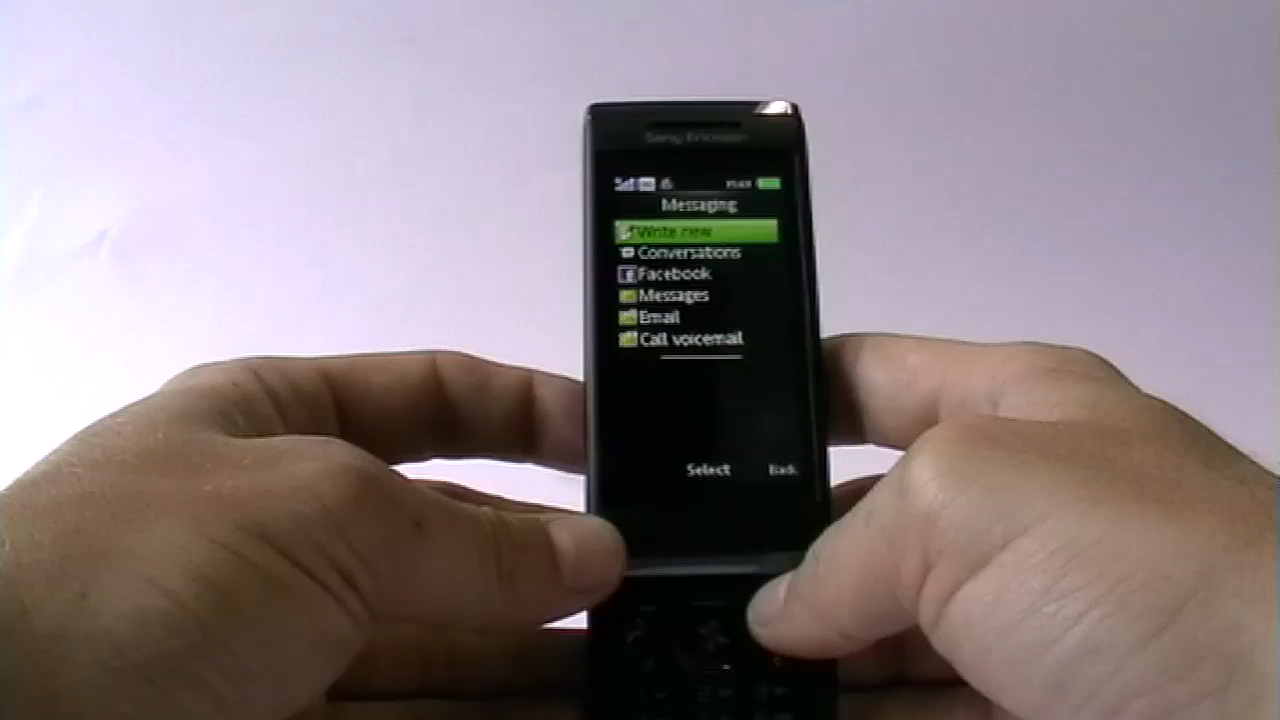 Sony Ericsson
Messaging
Write new
Conversations
Facebook
Messages
Email
Call voicemail
Select
Back